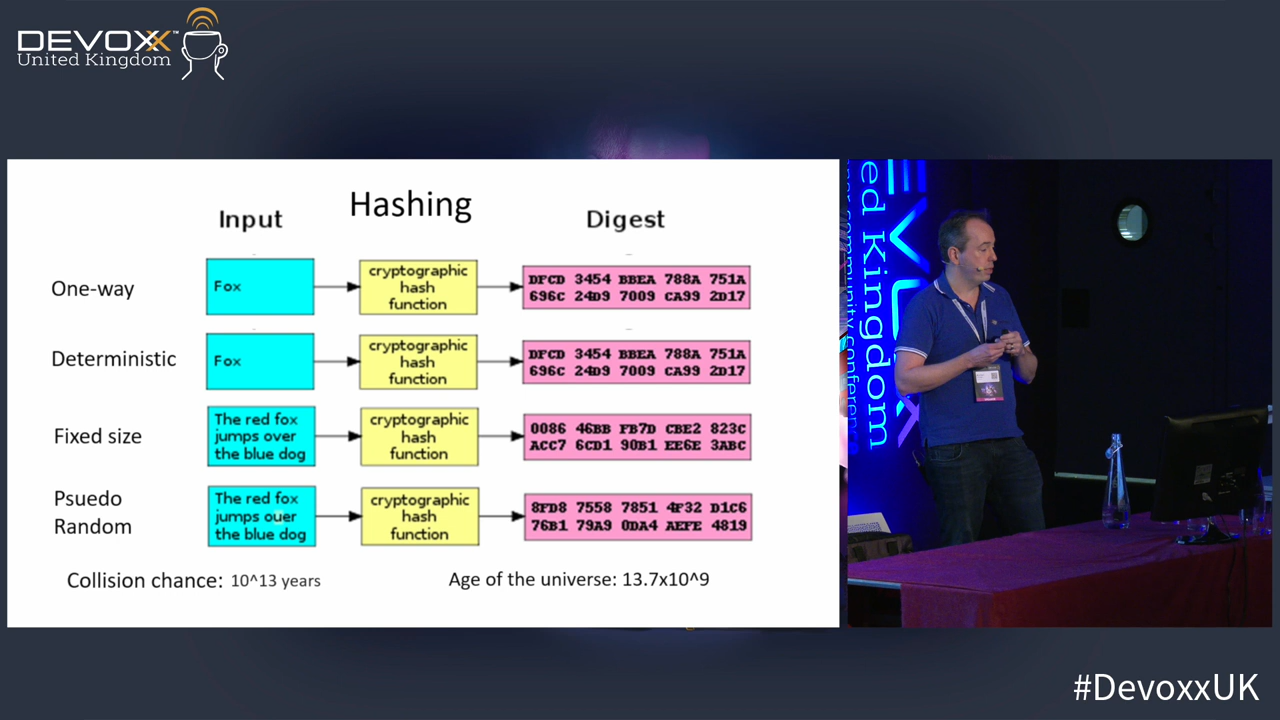 DEVOXX™
United Kingdom
Hashing
Input
Digest
One-way
Fox
cryptographic
hash
function
DFCD 3454 BBEA 788A 751A
696C 24D9 7009 CA99 2D17
Deterministic
Fox
cryptographic
hash
function
DFCD 3454 BBEA 788A 751A
696C 24D9 7009 CA99 2D17
Fixed size
The red fox
jumps over
the blue dog
cryptographic
hash
function
0086 46BB FB7D CBE2 823C
ACC7 6CD1 90B1 EE6E 3ABC
Psuedo
Random
The red fox
jumps ouer
the blue dog
cryptographic
hash
function
8FD8 7558 7851 4F32 D1C6
76B1 79A9 0DA4 AEFE 4819
Collision chance: 10^13 years
Age of the universe: 13.7x10^9
ed Kingdom
#DevoxxUK